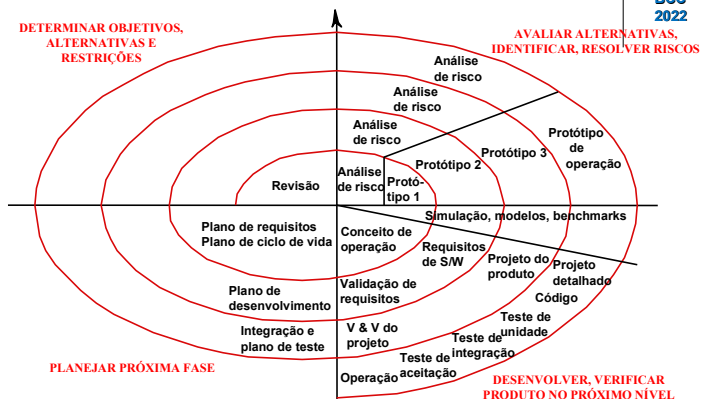 BCC
2022
DETERMINAR OBJETIVOS,
ALTERNATIVAS E
RESTRIÇÕES
AVALIAR ALTERNATIVAS,
IDENTIFICAR, RESOLVER RISCOS
Análise
de risco
Análise
de risco
Análise
de risco
Análise
de risco
Protótipo
de
operação
Protótipo 3
Protótipo 2
Protó-
tipo 1
Revisão
Simulação, modelos, benchmarks
Plano de requisitos
Plano de ciclo de vida
Conceito de
operação
Requisitos
de S/W
Projeto do
produto
Projeto
detalhado
Código
Plano de
desenvolvimento
Validação de
requisitos
Teste de
unidade
Integração e
plano de teste
V & V do
projeto
Teste de
integração
Teste de
aceitação
Operação
PLANEJAR PRÓXIMA FASE
DESENVOLVER, VERIFICAR
PRODUTO NO PRÓXIMO NÍVEL